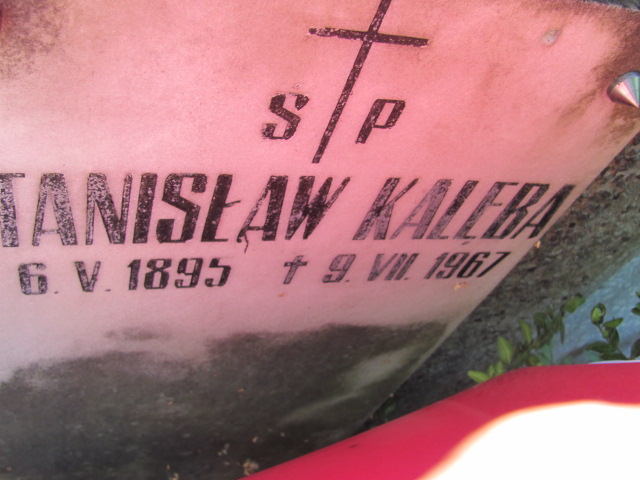 S P
TANISŁAW KALĘBA
6. V. 1895 † 9. VII. 1967